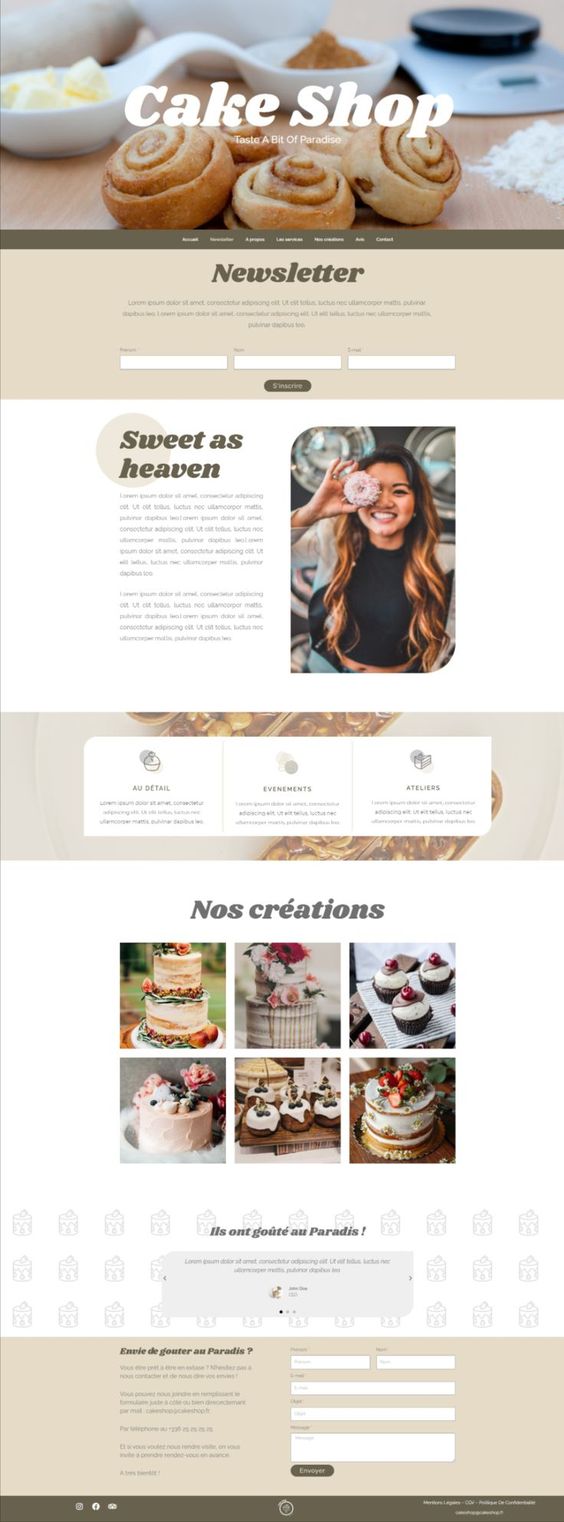 Cake Shop
Taste A Bit Of Paradise
Accueil Newsletter A propos Les services Nos créations Avis Contact
Newsletter
Lorem ipsum dolor sit amet, consectetur adipiscing elit. Ut elit tellus, luctus nec ullamcorper mattis, pulvinar
dapibus leo. Lorem ipsum dolor sit amet, consectetur adipiscing elit. Ut elit tellus, luctus nec ullamcorper mattis,
pulvinar dapibus leo.
Prénom * Nom E-mail *
S'inscrire
Sweet as
heaven
Lorem ipsum dolor sit amet, consectetur adipiscing
elit. Ut elit tellus, luctus nec ullamcorper mattis,
pulvinar dapibus leo.Lorem ipsum dolor sit amet,
consectetur adipiscing elit. Ut elit tellus, luctus nec
ullamcorper mattis, pulvinar dapibus leo.Lorem
ipsum dolor sit amet, consectetur adipiscing elit. Ut
elit tellus, luctus nec ullamcorper mattis, pulvinar
dapibus leo.
Lorem ipsum dolor sit amet, consectetur adipiscing
elit. Ut elit tellus, luctus nec ullamcorper mattis,
pulvinar dapibus leo.Lorem ipsum dolor sit amet,
consectetur adipiscing elit. Ut elit tellus, luctus nec
ullamcorper mattis, pulvinar dapibus leo.
AU DÉTAIL
Lorem ipsum dolor sit amet, consectetur
adipiscing elit. Ut elit tellus, luctus nec
ullamcorper mattis, pulvinar dapibus leo.
EVENEMENTS
Lorem ipsum dolor sit amet, consectetur
adipiscing elit. Ut elit tellus, luctus nec
ullamcorper mattis, pulvinar dapibus leo.
ATELIERS
Lorem ipsum dolor sit amet, consectetur
adipiscing elit. Ut elit tellus, luctus nec
ullamcorper mattis, pulvinar dapibus leo.
Nos créations
Ils ont goûté au Paradis !
Lorem ipsum dolor sit amet, consectetur adipiscing elit. Ut elit tellus, luctus nec
ullamcorper mattis, pulvinar dapibus leo.
John Doe
CEO
Envie de gouter au Paradis ?
Vous être prêt à être en extase ? N'hésitez pas à
nous contacter et de nous dire vos envies !
Vous pouvez nous joindre en remplissant le
formulaire juste à côté ou bien direcetctement
par mail : cakeshop@cakeshop.fr
Par téléphone au +336 25 25 25 25
Et si vous voulez nous rendre visite, on vous
invite à prendre rendez-vous en avance.
A tres bientôt !
Prénom * Nom *
Prénom Nom
E-mail *
E-mail
Objet *
Objet
Message *
Message
Envoyer
Mentions Légales - CGV - Politique De Confidentialité
cakeshop@cakeshop.fr